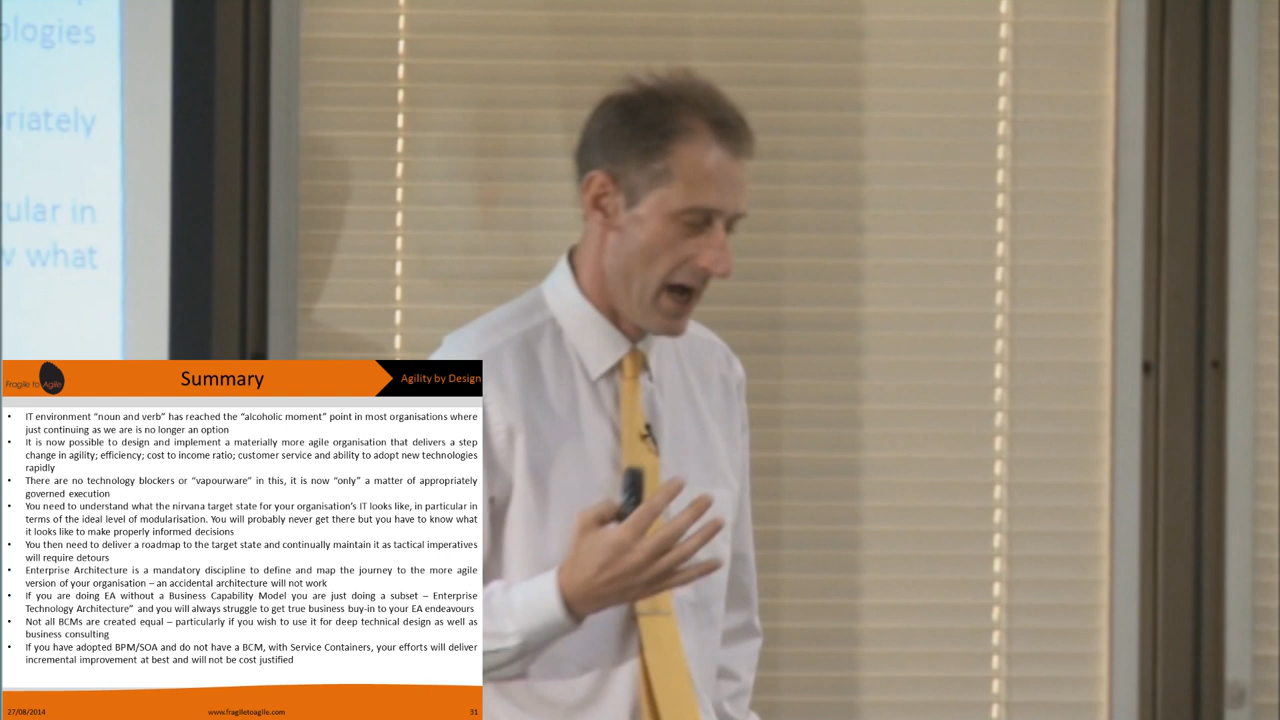 ologies
riately
ular in
w what
Fragile to Agile
Summary
Agility by Design
• IT environment “noun and verb” has reached the “alcoholic moment” point in most organisations where
just continuing as we are is no longer an option
• It is now possible to design and implement a materially more agile organisation that delivers a step
change in agility; efficiency; cost to income ratio; customer service and ability to adopt new technologies
rapidly
• There are no technology blockers or “vapourware” in this, it is now “only” a matter of appropriately
governed execution
• You need to understand what the nirvana target state for your organisation’s IT looks like, in particular in
terms of the ideal level of modularisation. You will probably never get there but you have to know what
it looks like to make properly informed decisions
• You then need to deliver a roadmap to the target state and continually maintain it as tactical imperatives
will require detours
• Enterprise Architecture is a mandatory discipline to define and map the journey to the more agile
version of your organisation – an accidental architecture will not work
• If you are doing EA without a Business Capability Model you are just doing a subset – Enterprise
Technology Architecture” and you will always struggle to get true business buy-in to your EA endeavours
• Not all BCMs are created equal – particularly if you wish to use it for deep technical design as well as
business consulting
• If you have adopted BPM/SOA and do not have a BCM, with Service Containers, your efforts will deliver
incremental improvement at best and will not be cost justified
27/08/2014
www.fragiletoagile.com
31